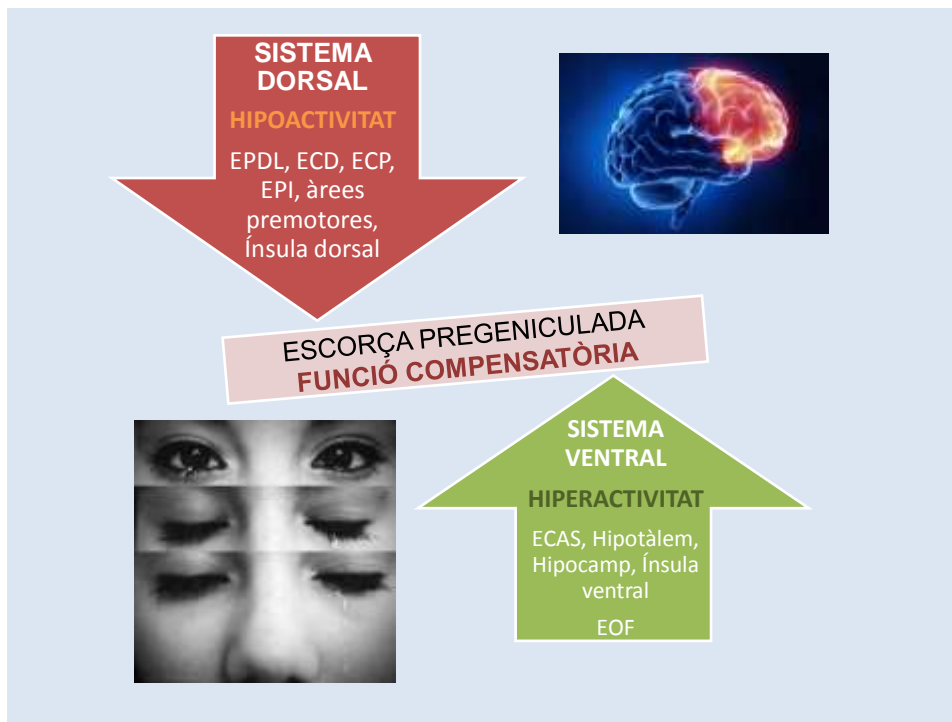 SISTEMA
DORSAL
HIPOACTIVITAT
EPDL, ECD, ECP,
EPI, àrees
premotores,
Ínsula dorsal
ESCORÇA PREGENICULADA
FUNCIÓ COMPENSATÒRIA
SISTEMA
VENTRAL
HIPERACTIVITAT
ECAS, Hipotàlem,
Hipocamp, Ínsula
ventral
EOF